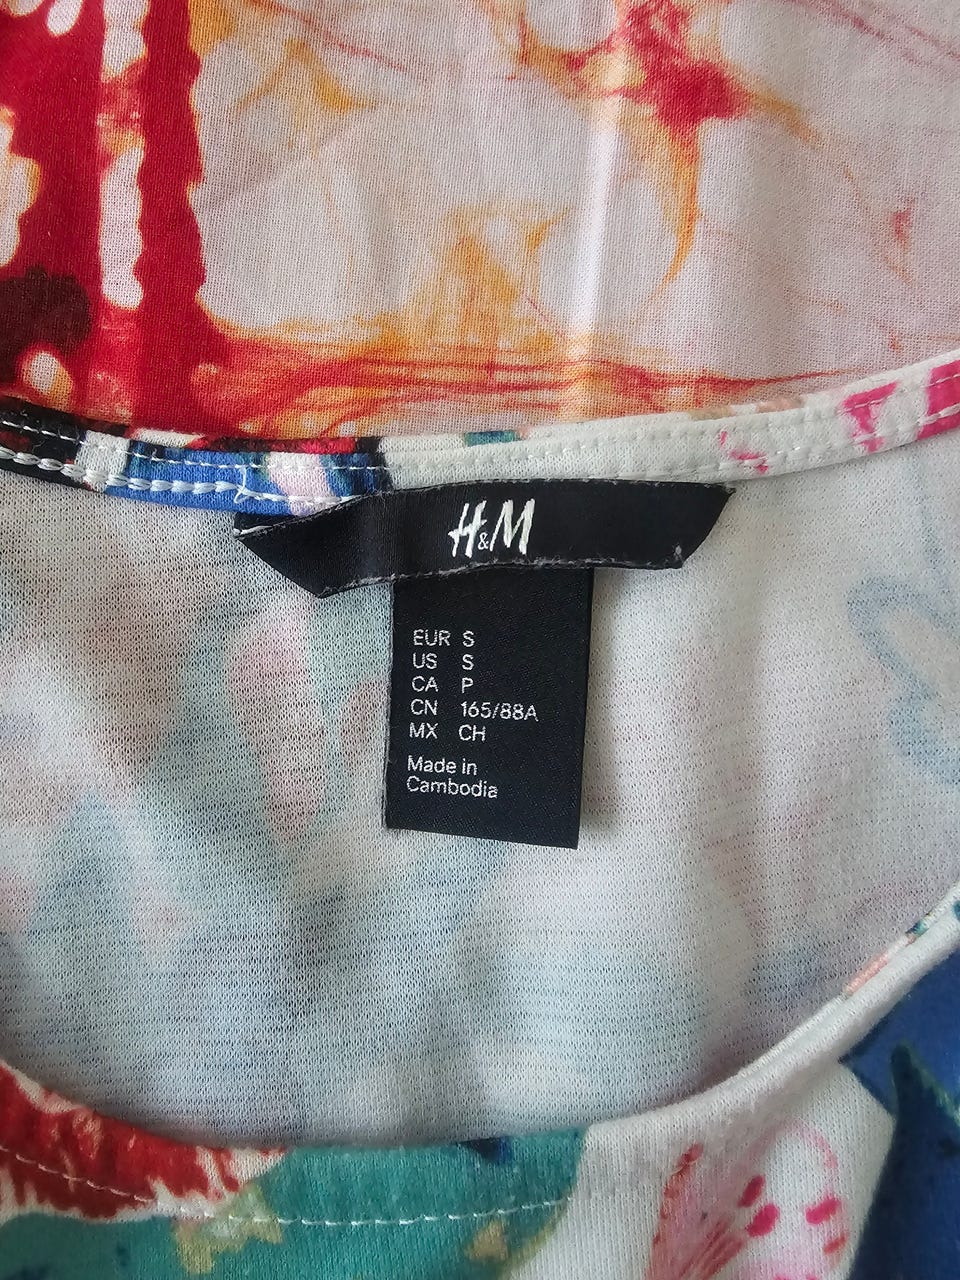 H&M
EUR S
US S
CA P
CN 165/88A
MX CH
Made in
Cambodia